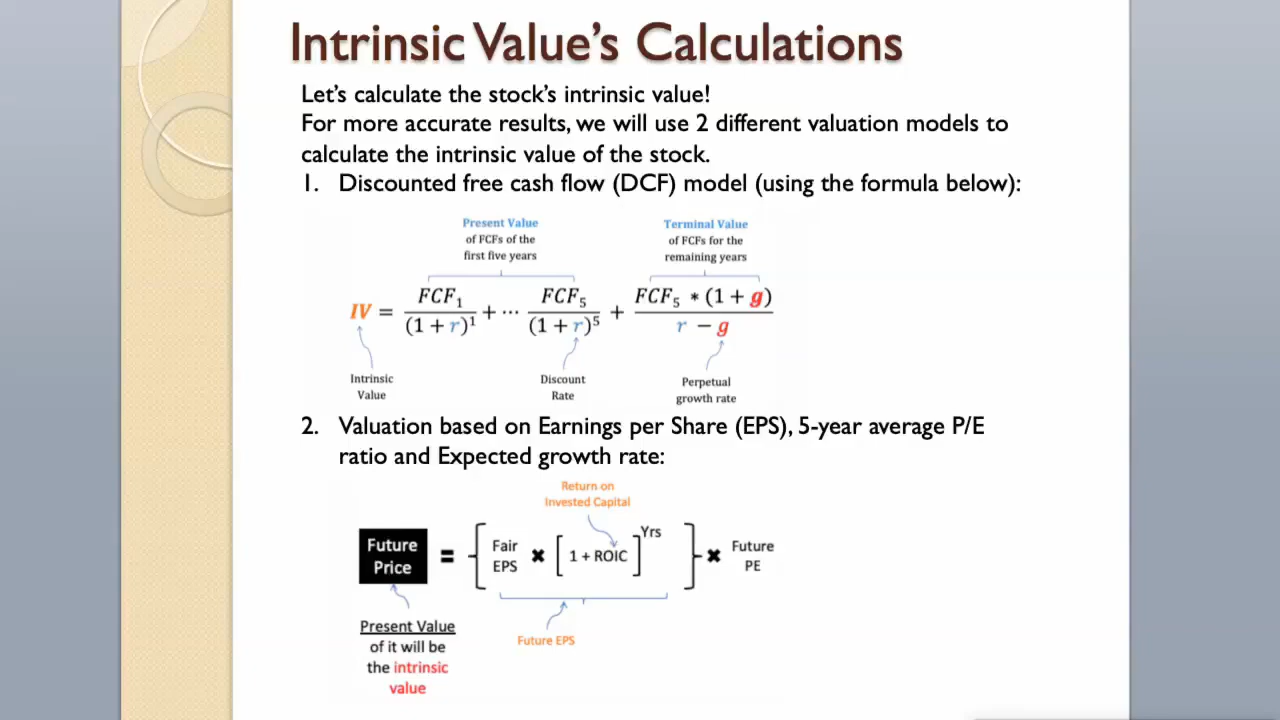 Intrinsic Value's Calculations
Let's calculate the stock's intrinsic value!
For more accurate results, we will use 2 different valuation models to
calculate the intrinsic value of the stock.
1. Discounted free cash flow (DCF) model (using the formula below):
Present Value
of FCFs of the
first five years
Terminal Value
of FCFs for the
remaining years
IV = FCF₁ / (1 + r)¹ + ⋯ FCF₅ / (1 + r)⁵ + FCF₅ * (1 + g) / r − g
Intrinsic
Value
Discount
Rate
Perpetual
growth rate
2. Valuation based on Earnings per Share (EPS), 5-year average P/E
ratio and Expected growth rate:
Return on
Invested Capital
Future
Price
=
{
Fair
EPS
×
[1 + ROIC]
Yrs
}
×
Future
PE
Future EPS
Present Value
of it will be
the intrinsic
value